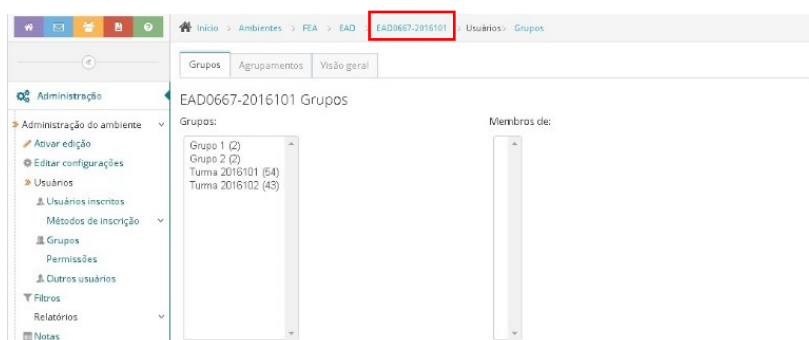 Início > Ambientes > FEA > EAD > EAD0667-2016101 > Usuários > Grupos
Grupos Agrupamentos Visão geral
Administração
Administração do ambiente
Ativar edição
Editar configurações
Usuários
Usuários inscritos
Métodos de inscrição
Grupos
Permissões
Outros usuários
Filtros
Relatórios
Notas
EAD0667-2016101 Grupos
Grupos:
Grupo 1 (2)
Grupo 2 (2)
Turma 2016101 (54)
Turma 2016102 (43)
Membros de: